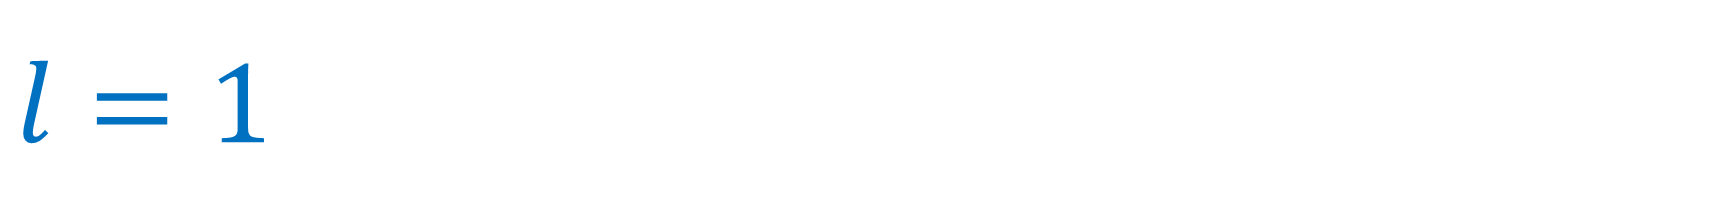 l = 1